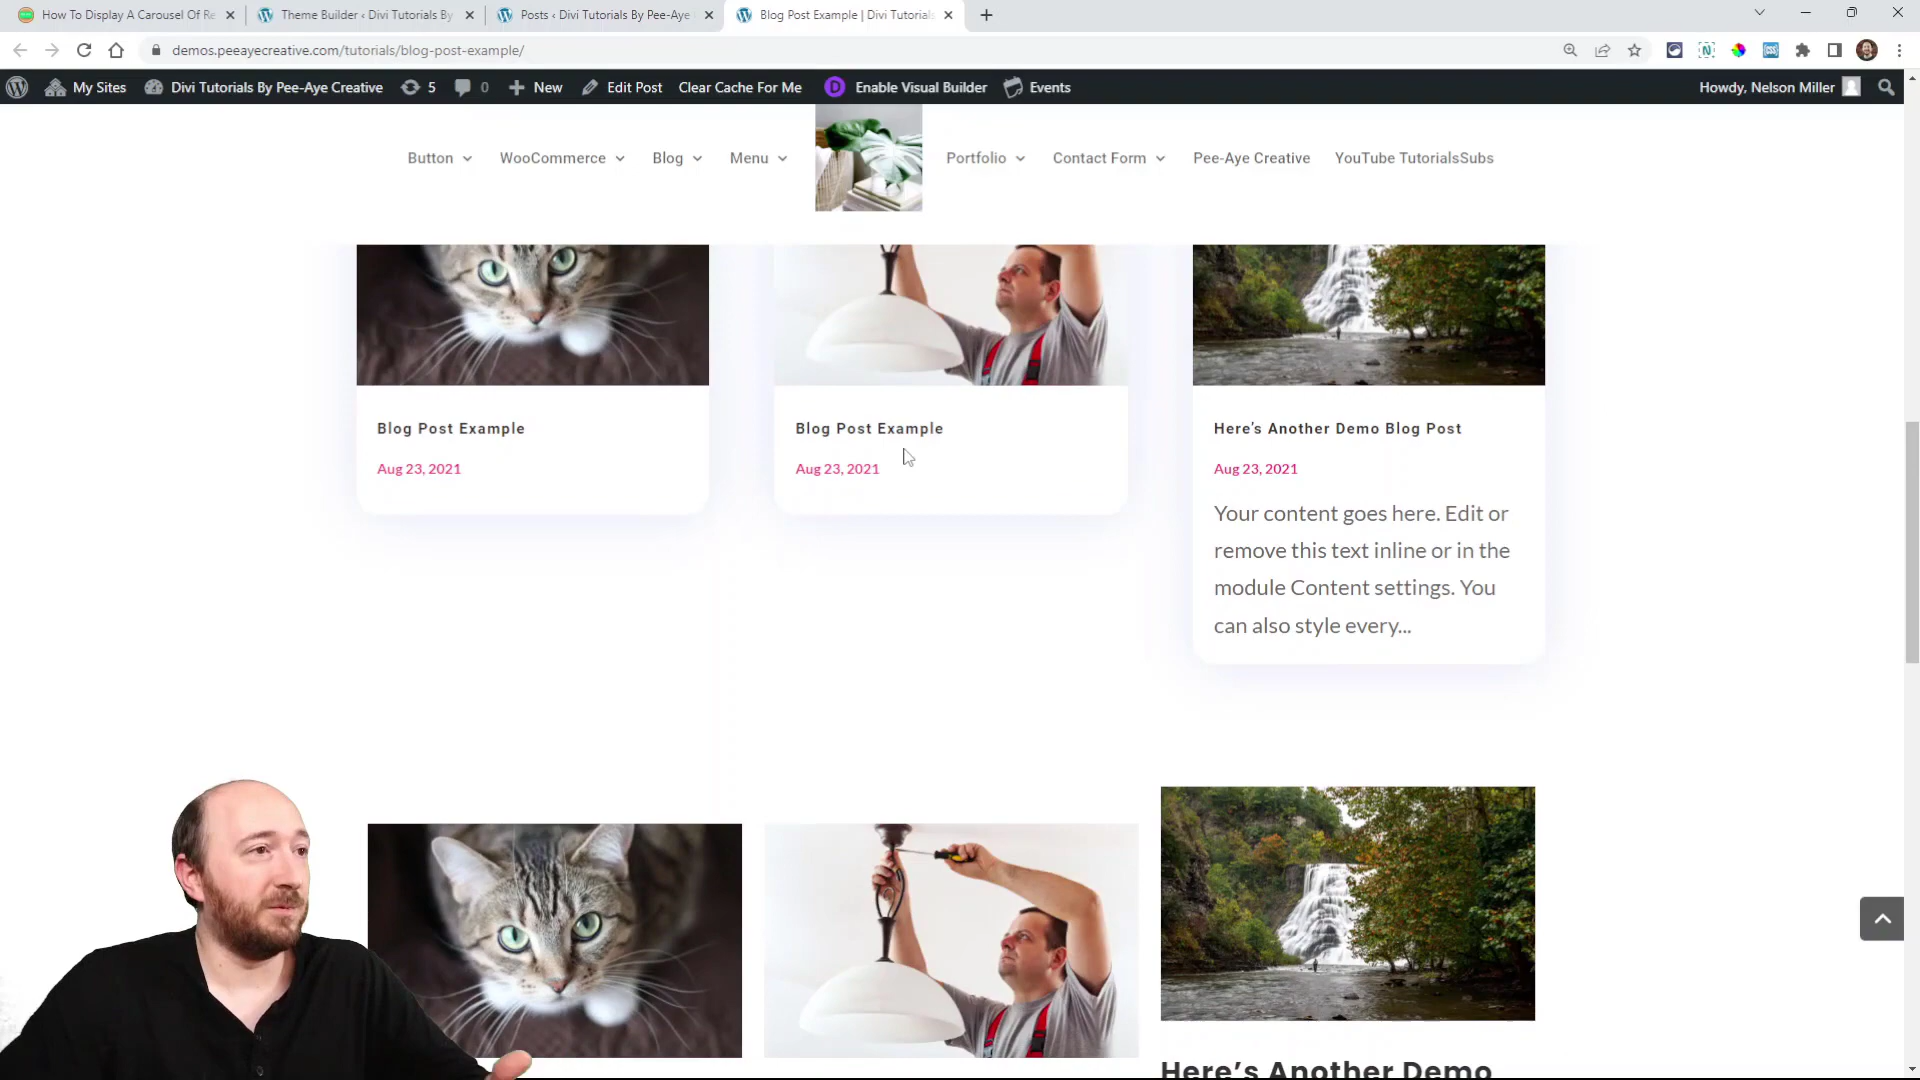 How To Display A Carousel Of Re
Theme Builder ‹ Divi Tutorials By
Posts ‹ Divi Tutorials By Pee-Aye
Blog Post Example | Divi Tutorials
demos.peeayecreative.com/tutorials/blog-post-example/
My Sites
Divi Tutorials By Pee-Aye Creative
5
0
New
Edit Post
Clear Cache For Me
Enable Visual Builder
Events
Howdy, Nelson Miller
Button
WooCommerce
Blog
Menu
Portfolio
Contact Form
Pee-Aye Creative
YouTube TutorialsSubs
Blog Post Example
Aug 23, 2021
Blog Post Example
Aug 23, 2021
Here's Another Demo Blog Post
Aug 23, 2021
Your content goes here. Edit or
remove this text inline or in the
module Content settings. You
can also style every...
Here's Another Demo